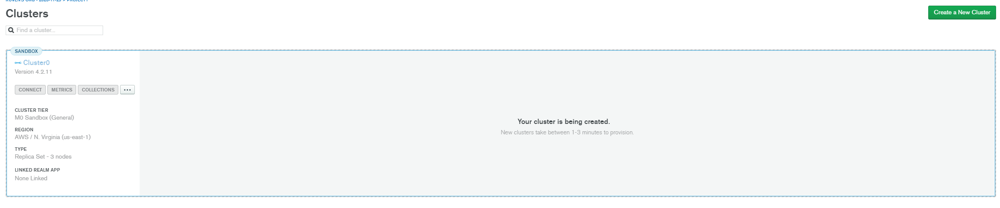 Clusters
Create a New Cluster
Find a cluster...
SANDBOX
Cluster0
Version 4.2.11
CONNECT METRICS COLLECTIONS ...
CLUSTER TIER
M0 Sandbox (General)
REGION
AWS / N. Virginia (us-east-1)
TYPE
Replica Set - 3 nodes
LINKED REALM APP
None Linked
Your cluster is being created.
New clusters take between 1-3 minutes to provision.